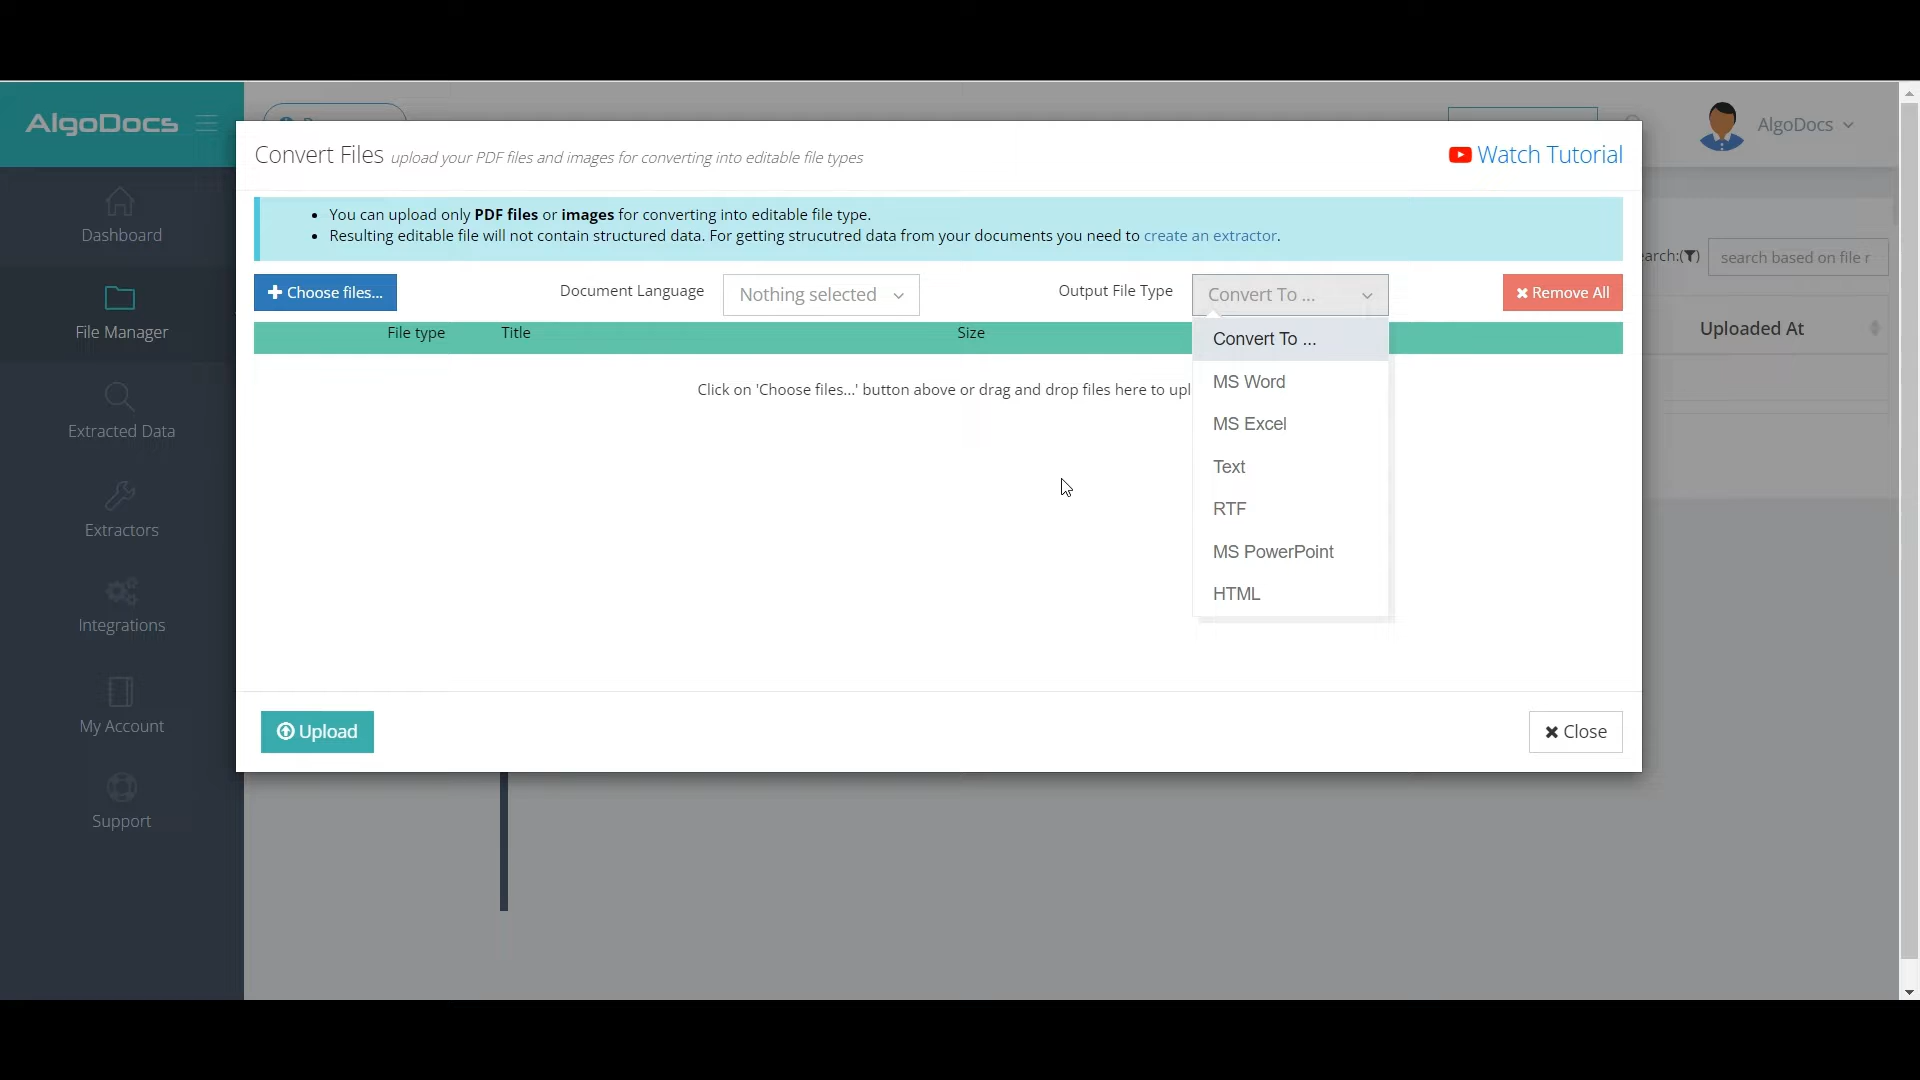 AlgoDocs
AlgoDocs
Convert Files upload your PDF files and images for converting into editable file types
Watch Tutorial
You can upload only PDF files or images for converting into editable file type.
Resulting editable file will not contain structured data. For getting strucutred data from your documents you need to create an extractor.
Choose files...
Document Language
Nothing selected
Output File Type
Convert To ...
Remove All
File type
Title
Size
Click on 'Choose files...' button above or drag and drop files here to upl
Convert To ...
MS Word
MS Excel
Text
RTF
MS PowerPoint
HTML
Upload
Close
arch:
search based on file r
Uploaded At
Dashboard
File Manager
Extracted Data
Extractors
Integrations
My Account
Support